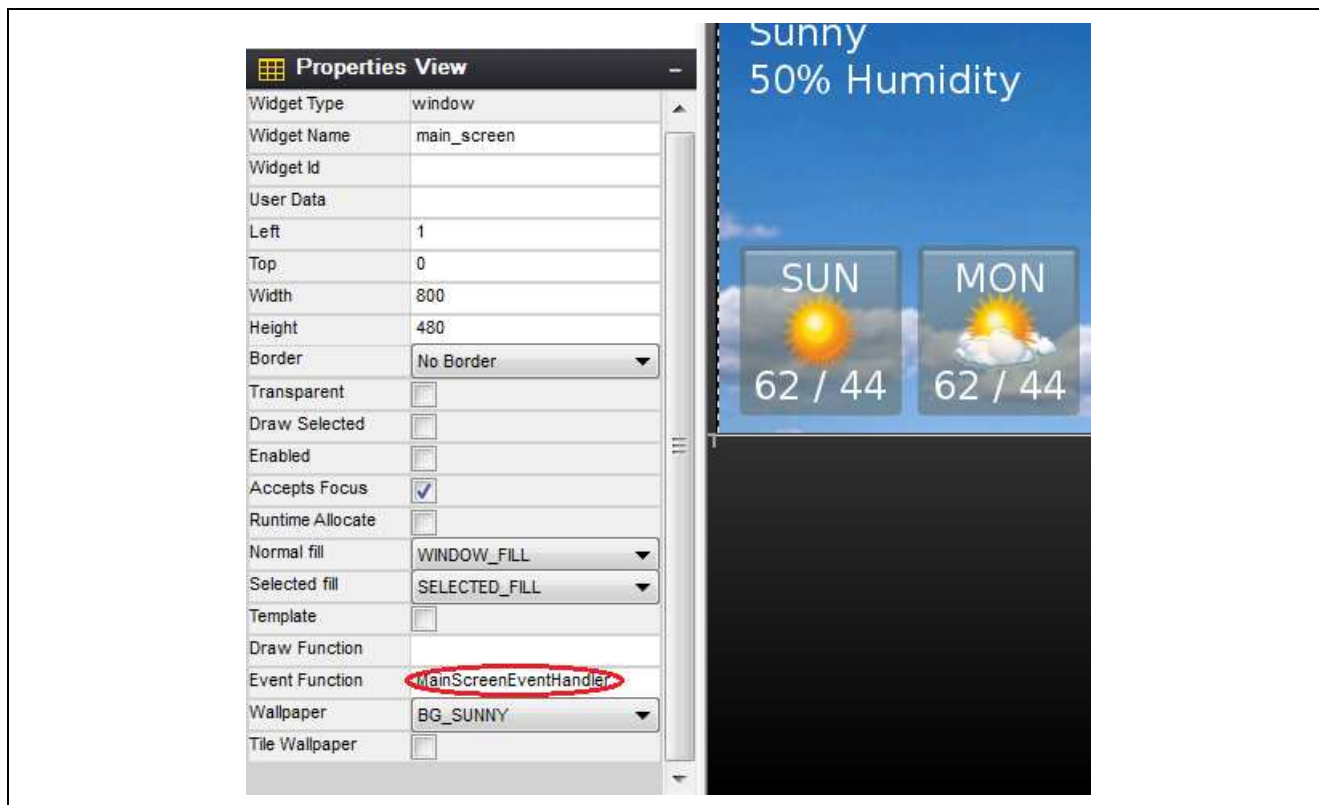 Properties View
Widget Type window
Widget Name main_screen
Widget Id
User Data
Left 1
Top 0
Width 800
Height 480
Border No Border
Transparent
Draw Selected
Enabled
Accepts Focus
Runtime Allocate
Normal fill WINDOW_FILL
Selected fill SELECTED_FILL
Template
Draw Function
Event Function MainScreenEventHandler
Wallpaper BG_SUNNY
Tile Wallpaper
Sunny
50% Humidity
SUN MON
62 / 44 62 / 44